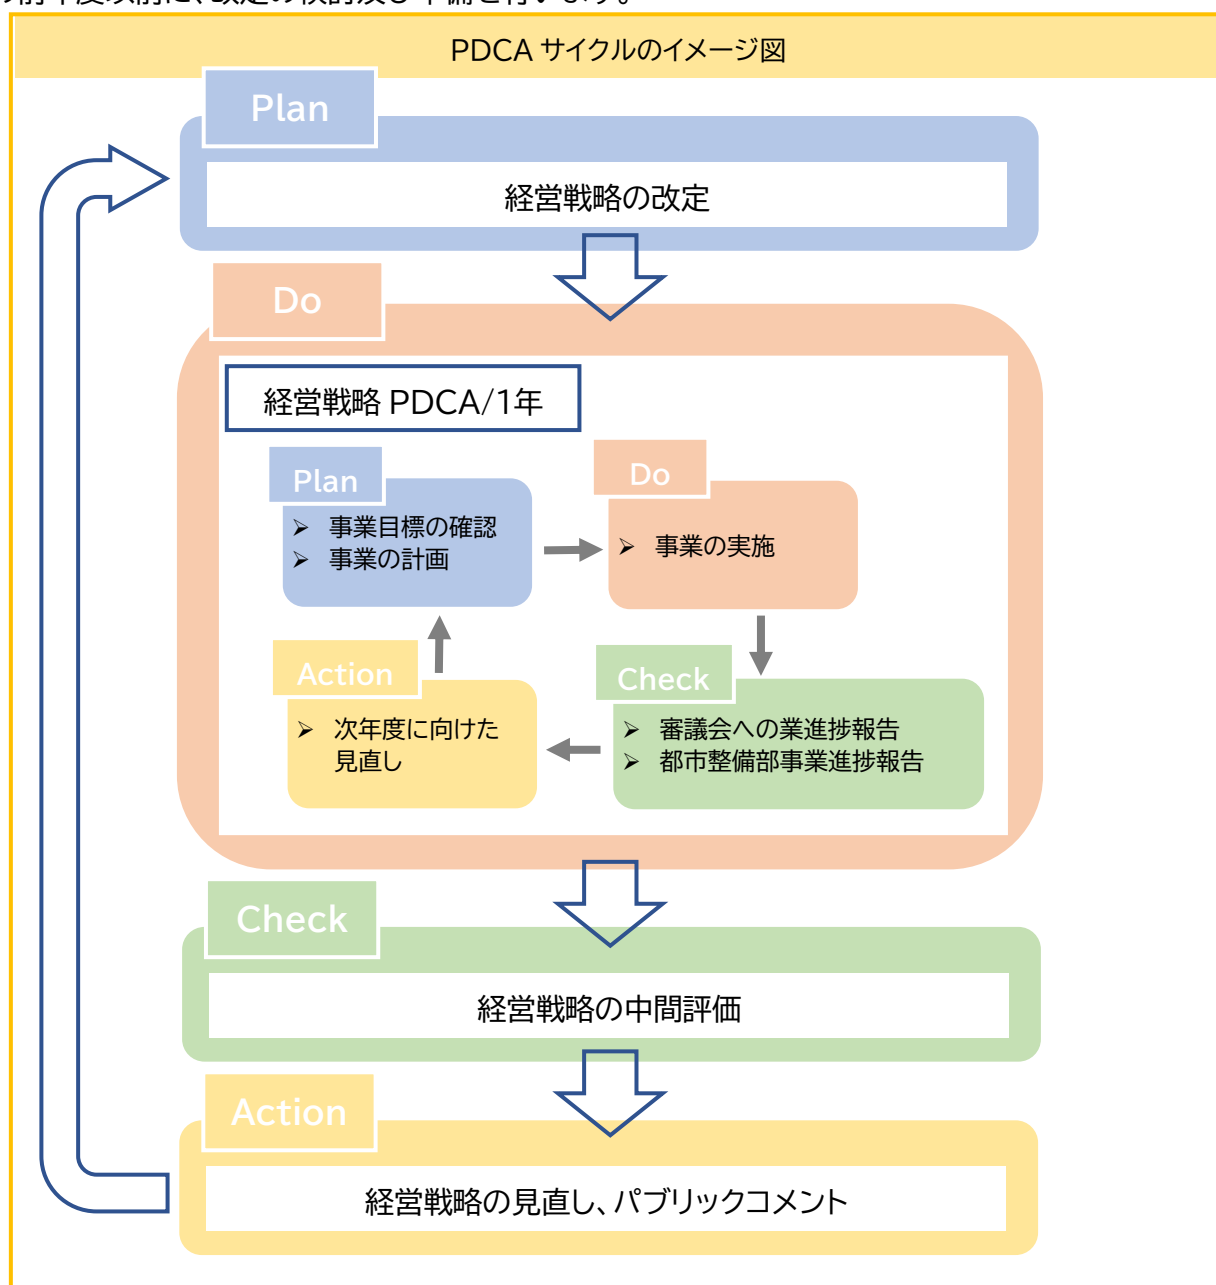 PDCA サイクルのイメージ図
Plan
経営戦略の改定
Do
経営戦略 PDCA/1年
Plan
➢ 事業目標の確認
➢ 事業の計画
Do
➢ 事業の実施
Action
➢ 次年度に向けた
見直し
Check
➢ 審議会への業進捗報告
➢ 都市整備部事業進捗報告
Check
経営戦略の中間評価
Action
経営戦略の見直し、パブリックコメント